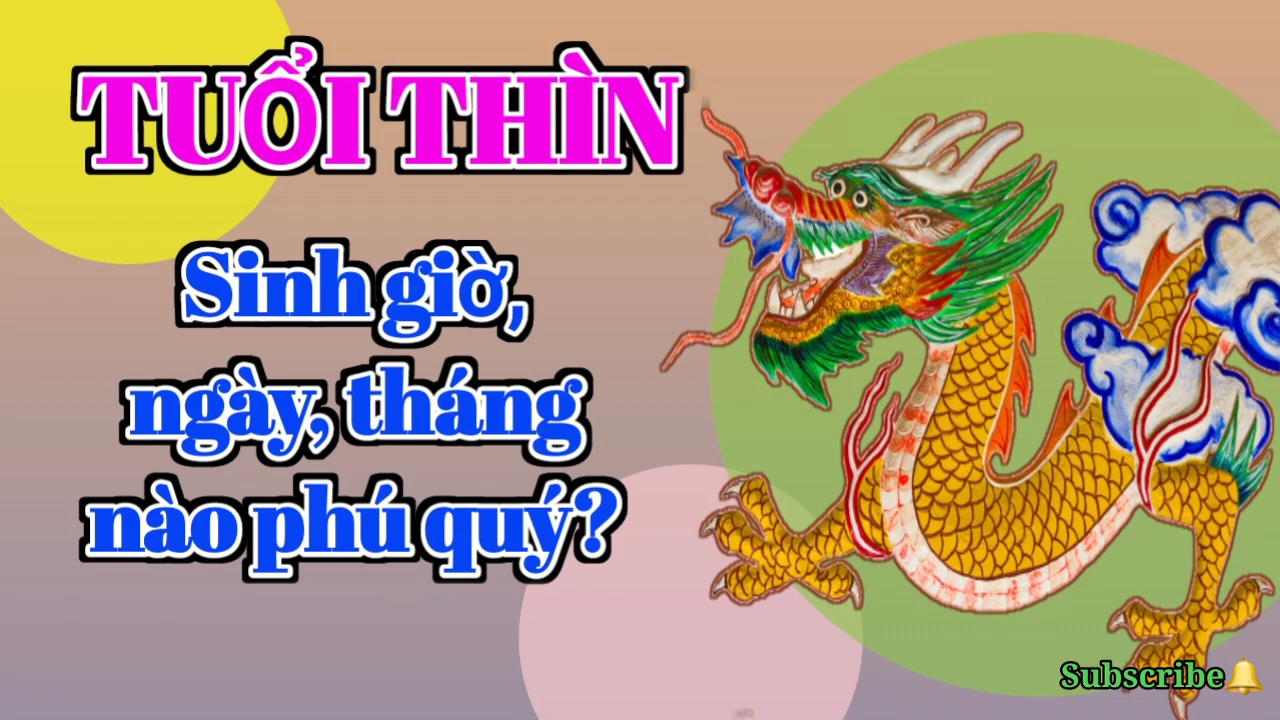 TUỔI THÌN
Sinh giờ,
ngày, tháng
nào phú quý?
Subscribe